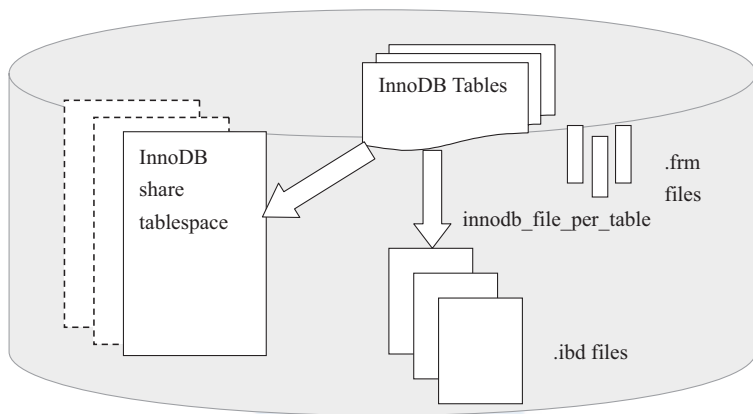 InnoDB Tables
InnoDB
share
tablespace
.frm
files
innodb_file_per_table
.ibd files